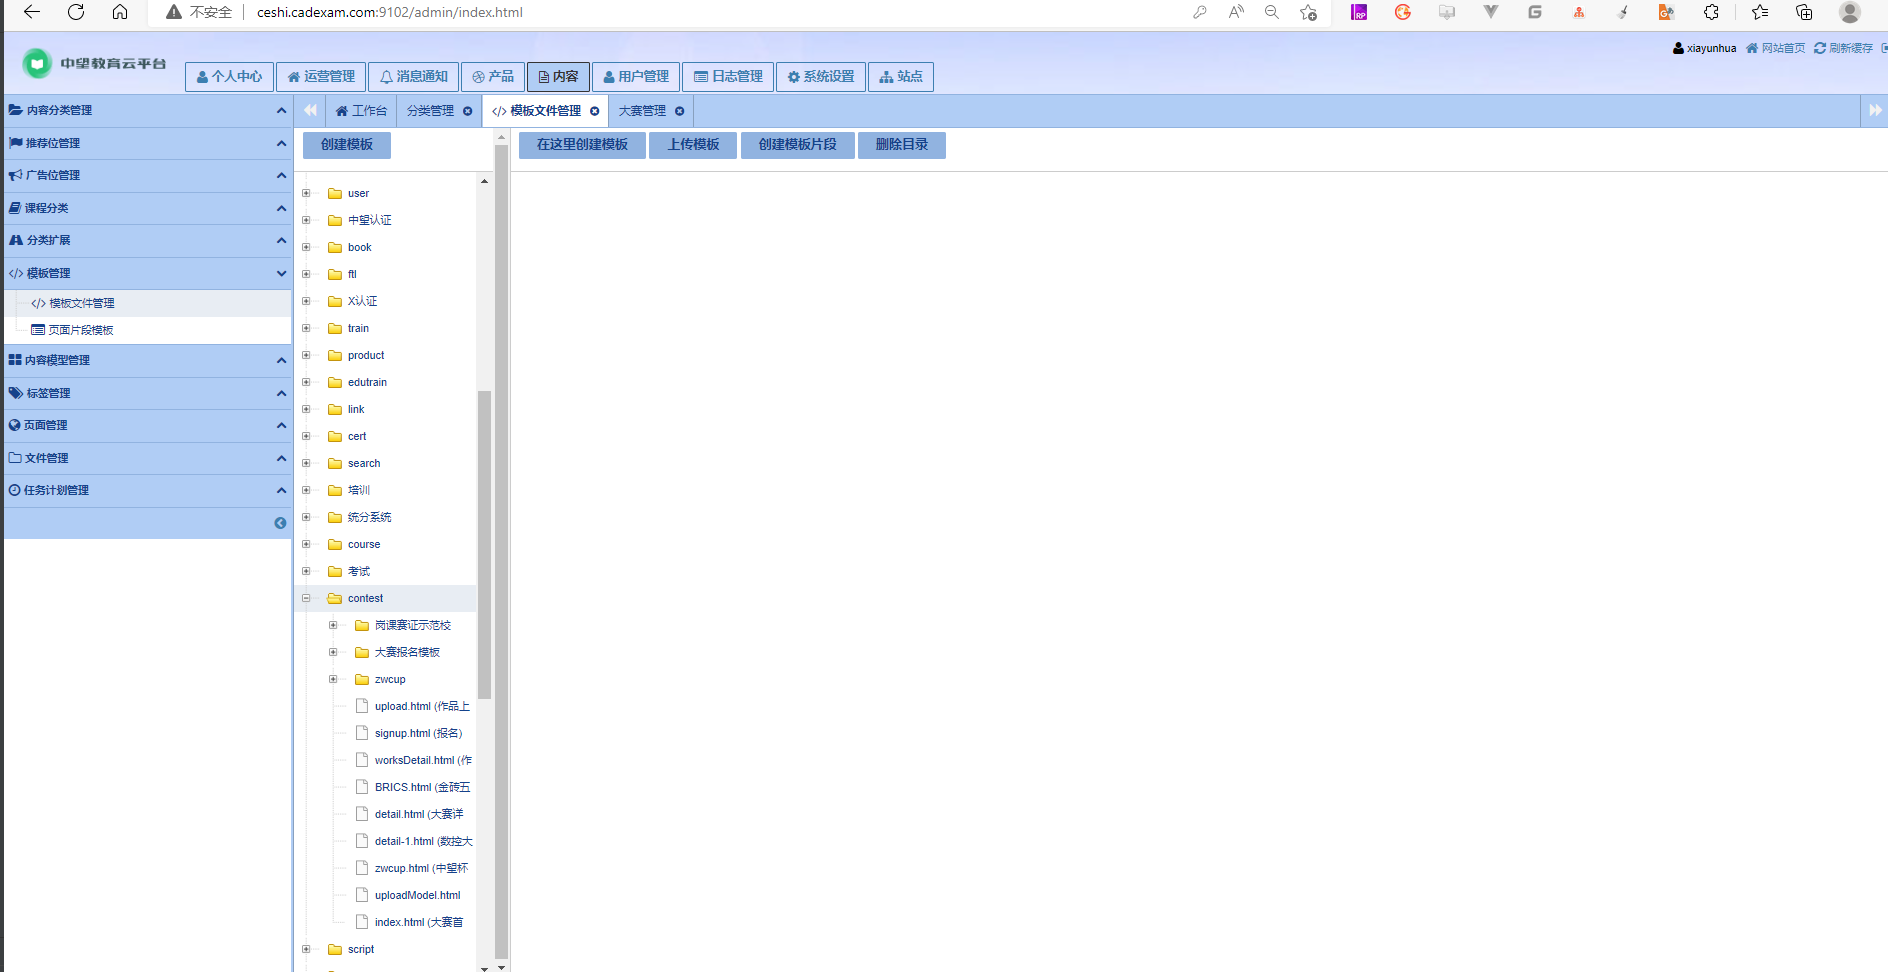 不安全 ceshi.cadexam.com:9102/admin/index.html
xiayunhua 网站首页 刷新缓存
中望教育云平台
个人中心 运营管理 消息通知 产品 内容 用户管理 日志管理 系统设置 站点
内容分类管理
推荐位管理
广告位管理
课程分类
分类扩展
模板管理
模板文件管理
页面片段模板
内容模型管理
标签管理
页面管理
文件管理
任务计划管理
工作台 分类管理 模板文件管理 大赛管理
创建模板
在这里创建模板 上传模板 创建模板片段 删除目录
user
中望认证
book
ftl
X认证
train
product
edutrain
link
cert
search
培训
统分系统
course
考试
contest
岗课赛证示范校
大赛报名模板
zwcup
upload.html (作品上
signup.html (报名)
worksDetail.html (作
BRICS.html (金砖五
detail.html (大赛详
detail-1.html (数控大
zwcup.html (中望杯
uploadModel.html
index.html (大赛首
script